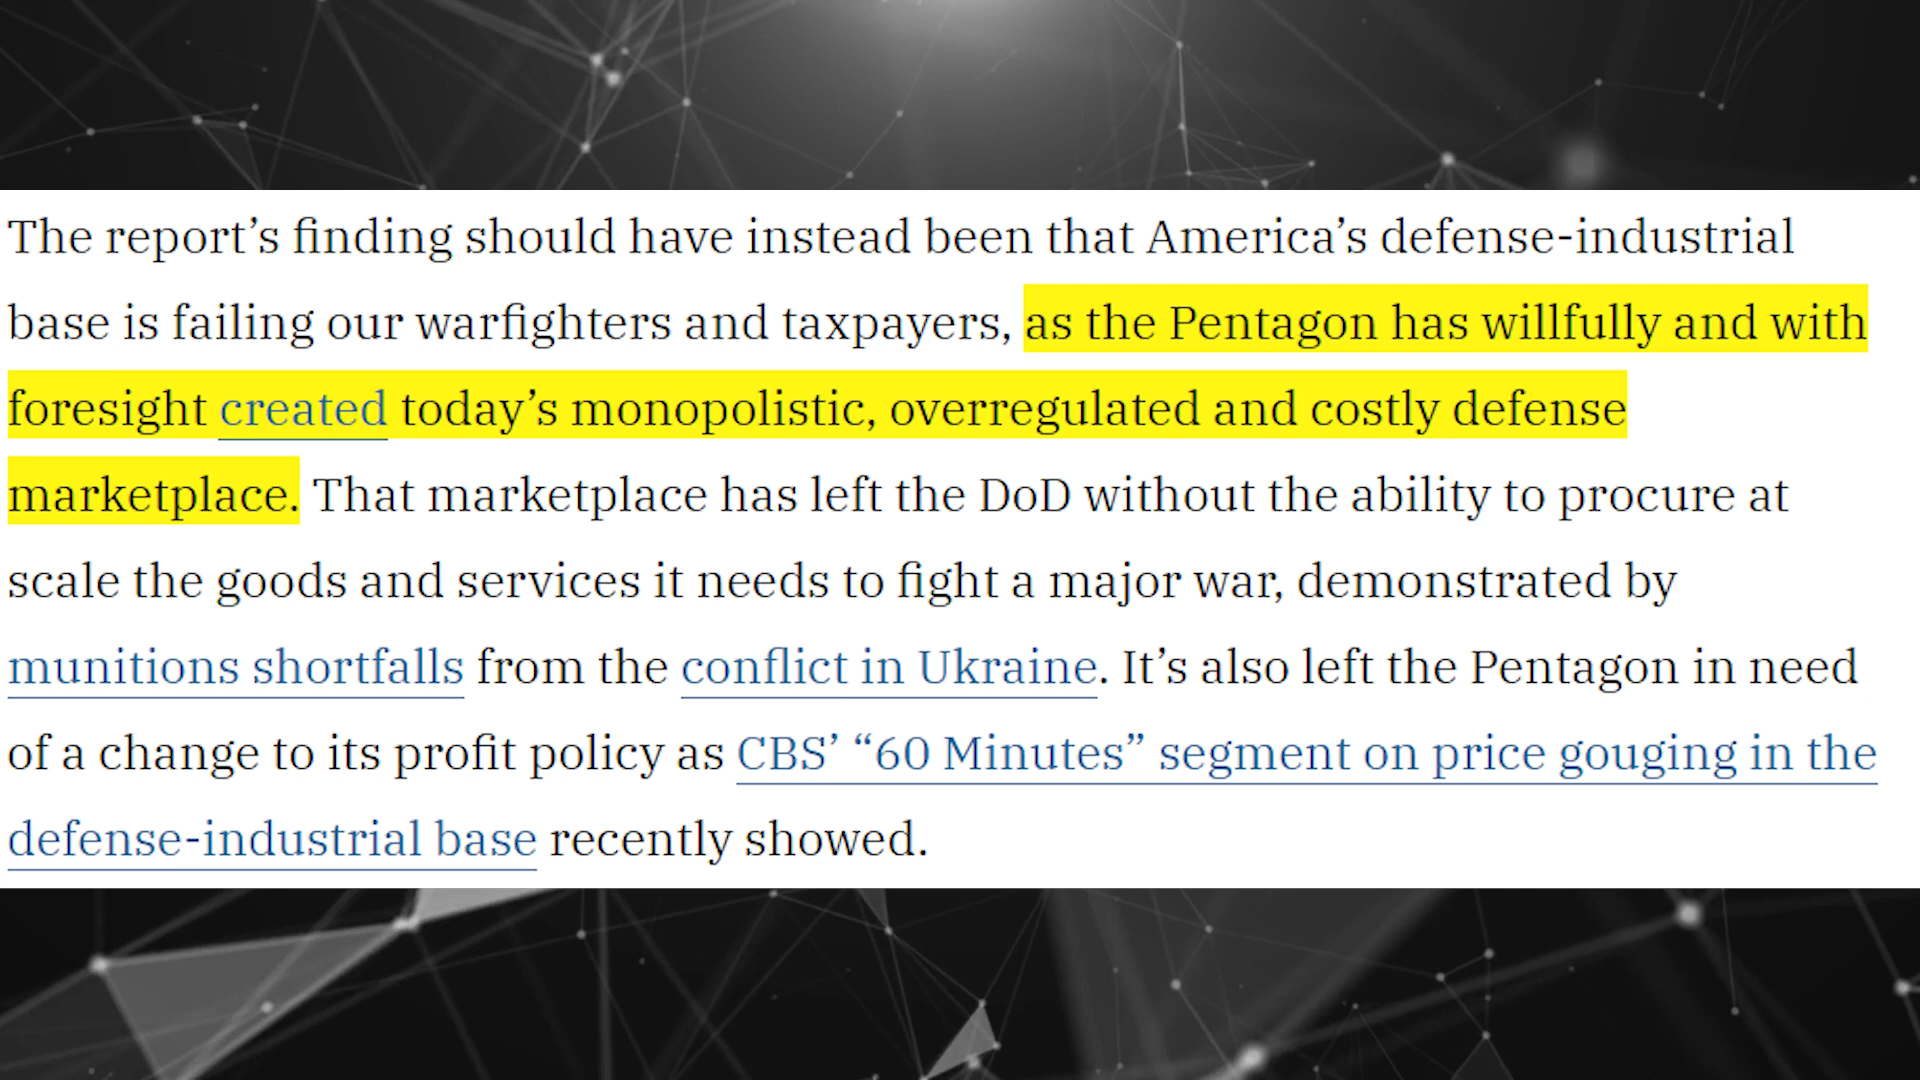 The report’s finding should have instead been that America’s defense-industrial
base is failing our warfighters and taxpayers, as the Pentagon has willfully and with
foresight created today’s monopolistic, overregulated and costly defense
marketplace. That marketplace has left the DoD without the ability to procure at
scale the goods and services it needs to fight a major war, demonstrated by
munitions shortfalls from the conflict in Ukraine. It’s also left the Pentagon in need
of a change to its profit policy as CBS’ “60 Minutes” segment on price gouging in the
defense-industrial base recently showed.